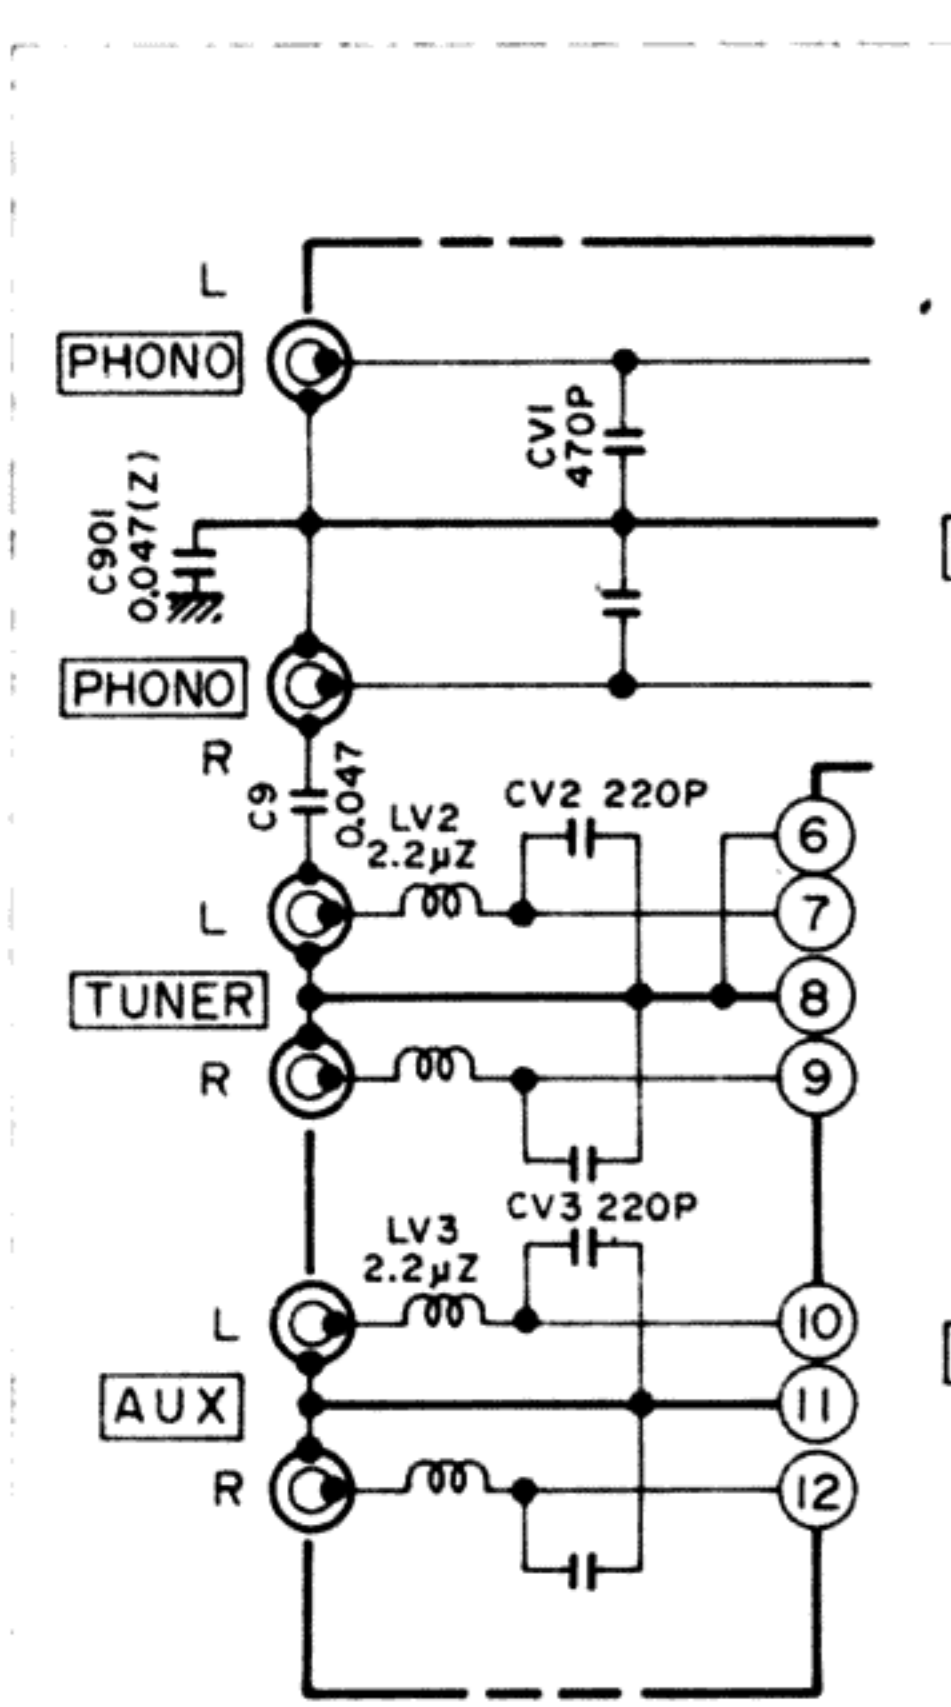 L
PHONO
CV1
470P
C901
0.047(Z)
PHONO
R
C9
0.047
CV2 220P
LV2
2.2μZ
6
L
7
TUNER
8
R
9
CV3 220P
LV3
2.2μZ
L
10
AUX
11
R
12